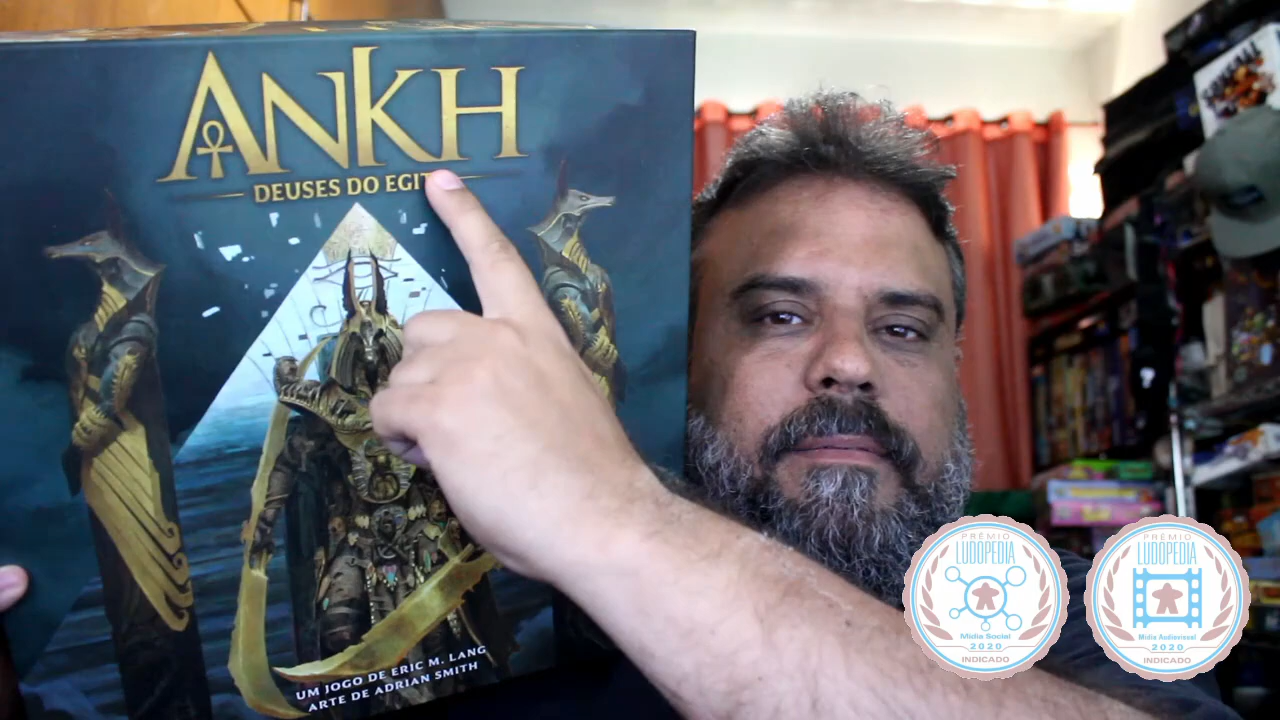 ANKH
DEUSES DO EGIT
UM JOGO DE ERIC M. LANG
ARTE DE ADRIAN SMITH
PRÊMIO
LUDOPEDIA
Mídia Social
2020
INDICADO
PRÊMIO
LUDOPEDIA
Mídia Audiovisual
2020
INDICADO